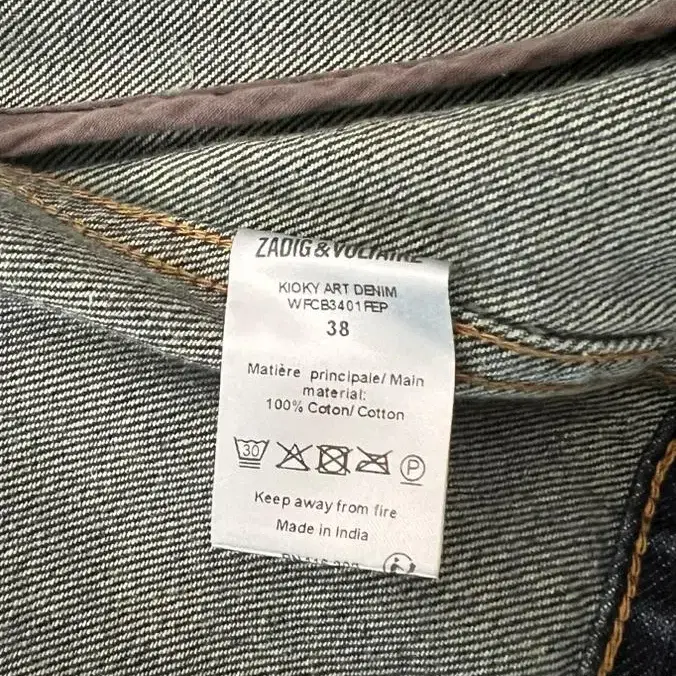 ZADIG & VOLTAIRE
KIOKY ART DENIM
WFCB3401FEP
38
Matière principale/ Main
material:
100% Coton/ Cotton
30
P
Keep away from fire
Made in India